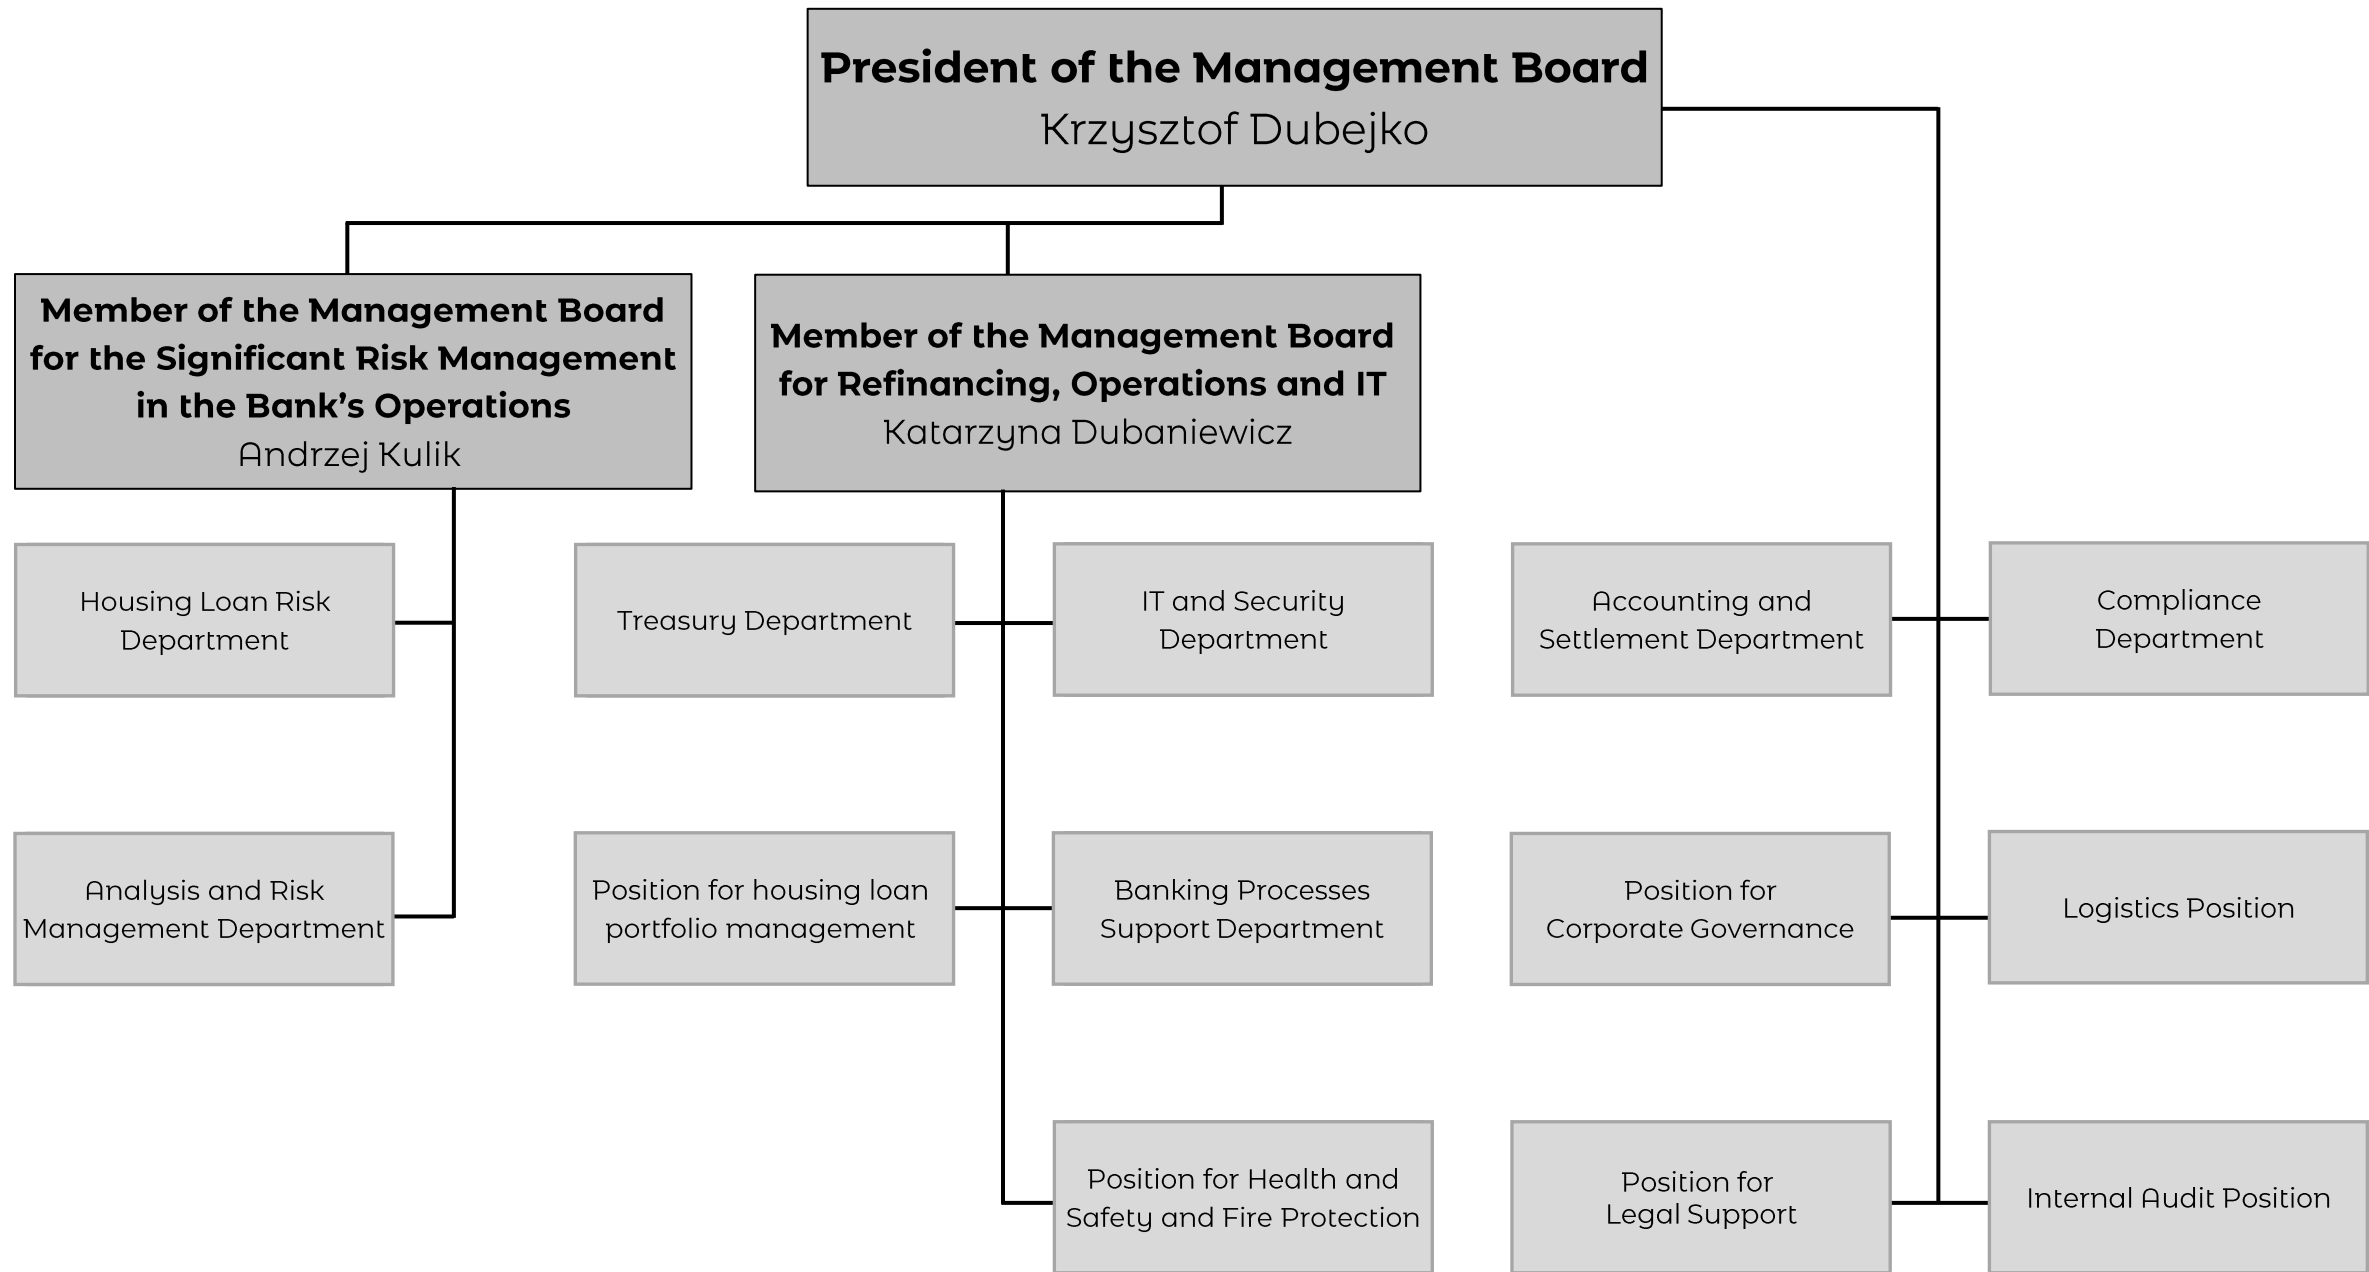 President of the Management Board
Krzysztof Dubejko
Member of the Management Board
for the Significant Risk Management
in the Bank’s Operations
Andrzej Kulik
Member of the Management Board
for Refinancing, Operations and IT
Katarzyna Dubaniewicz
Housing Loan Risk
Department
Treasury Department
IT and Security
Department
Accounting and
Settlement Department
Compliance
Department
Analysis and Risk
Management Department
Position for housing loan
portfolio management
Banking Processes
Support Department
Position for
Corporate Governance
Logistics Position
Position for Health and
Safety and Fire Protection
Position for
Legal Support
Internal Audit Position